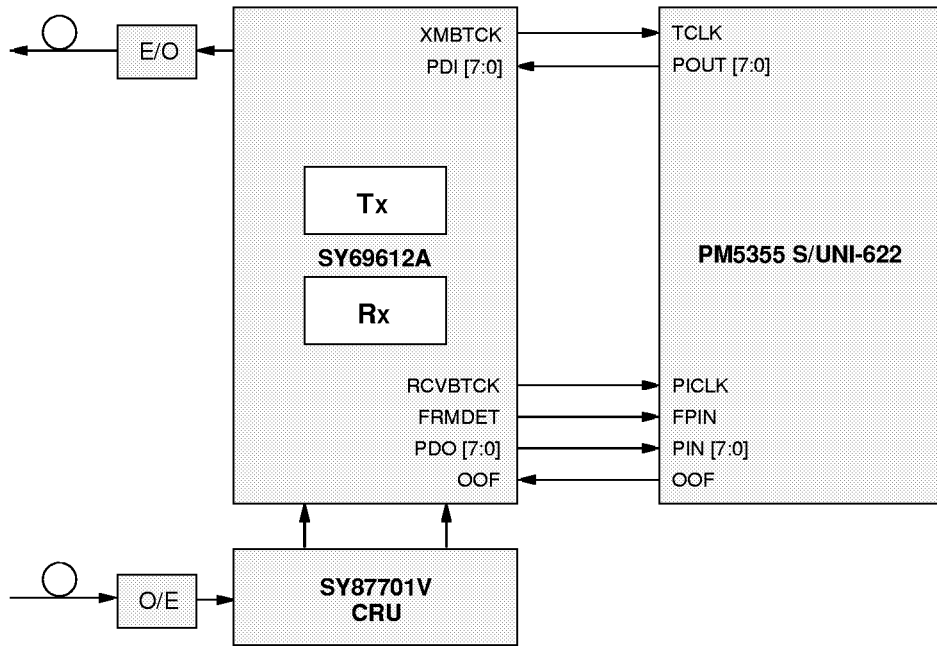 E/O
XMBTCK
TCLK
PDI [7:0]
POUT [7:0]
Tx
SY69612A
PM5355 S/UNI-622
Rx
RCVBTCK
PICLK
FRMDET
FPIN
PDO [7:0]
PIN [7:0]
OOF
OOF
O/E
SY87701V
CRU